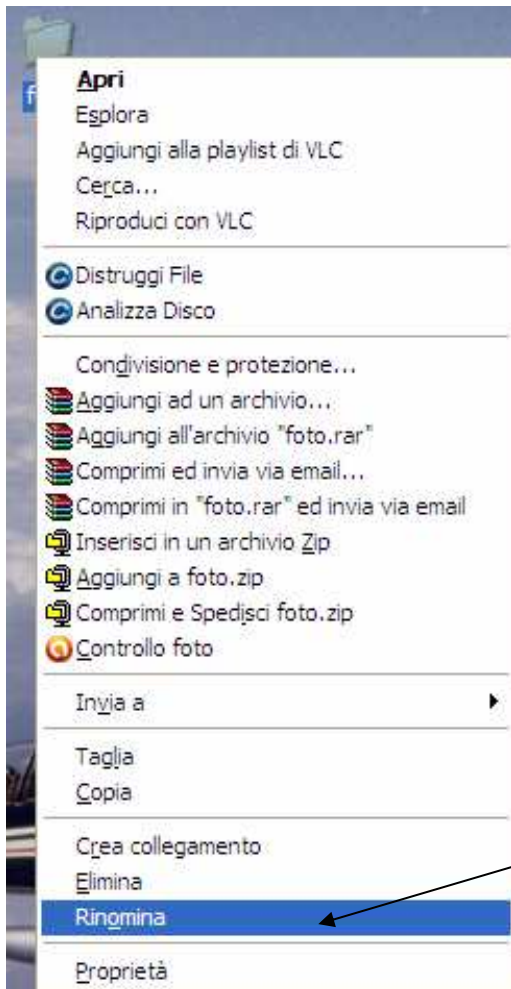 f
Apri
Esplora
Aggiungi alla playlist di VLC
Cerca...
Riproduci con VLC
Distruggi File
Analizza Disco
Condivisione e protezione...
Aggiungi ad un archivio...
Aggiungi all'archivio "foto.rar"
Comprimi ed invia via email...
Comprimi in "foto.rar" ed invia via email
Inserisci in un archivio Zip
Aggiungi a foto.zip
Comprimi e Spedisci foto.zip
Controllo foto
Invia a
Taglia
Copia
Crea collegamento
Elimina
Rinomina
Proprietà